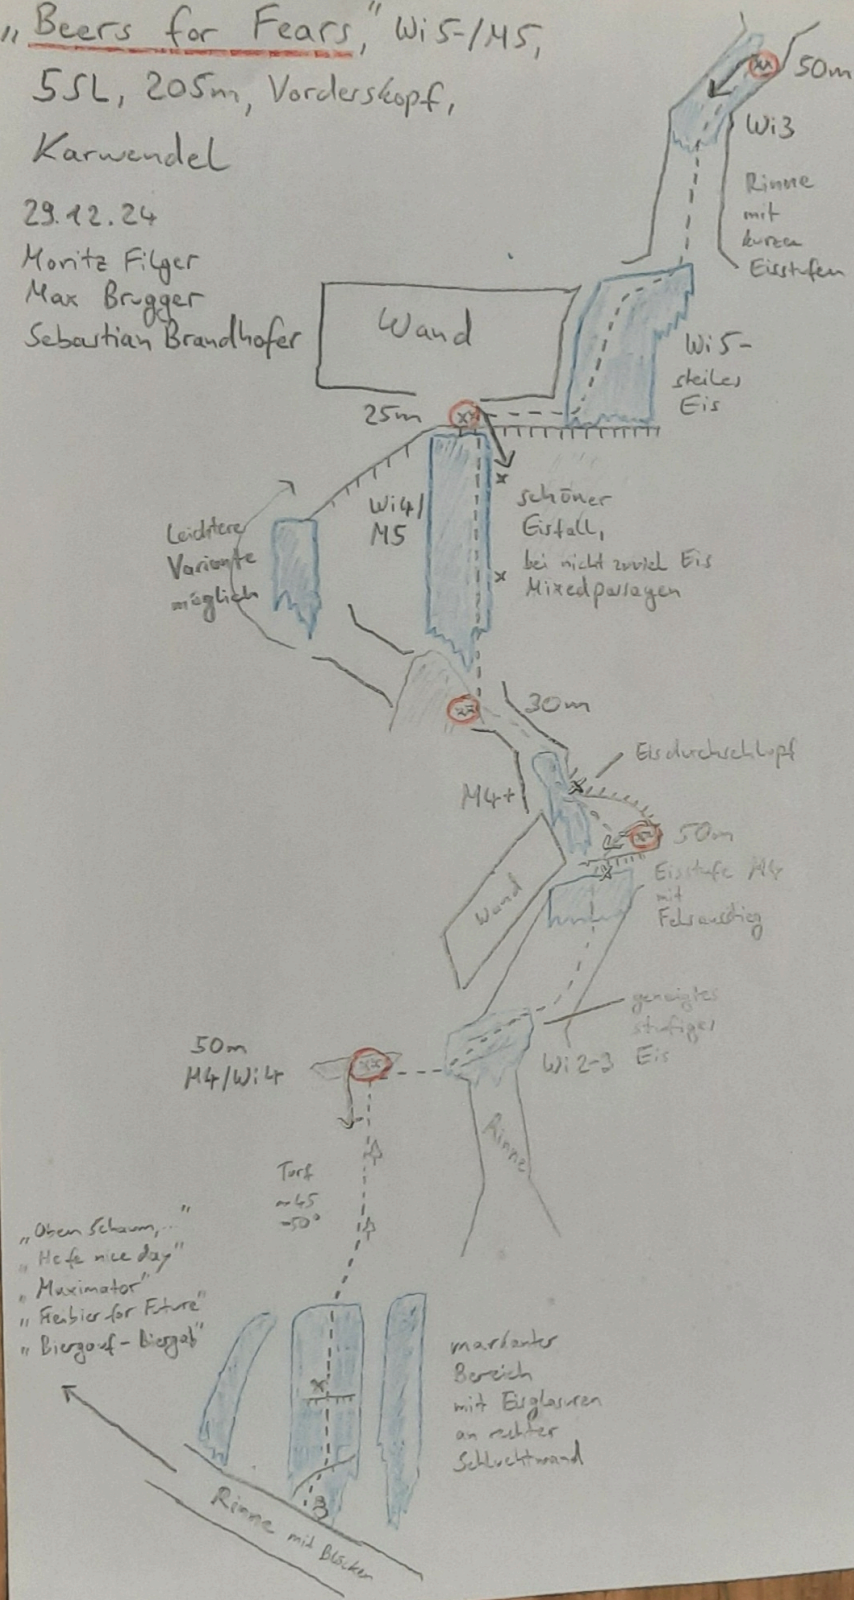 „Beers for Fears," Wi5-/M5,
5SL, 205m, Vorderskopf,
Karwendel
29.12.24
Moritz Filger
Max Brugger
Sebastian Brandhofer
50m
Wi3
Rinne
mit
kurzen
Eisstufen
Wand
Wi5-
steiles
Eis
25m
Wi4/
M5
schöner
Eisfall,
bei nicht zuviel Eis
Mixedpassagen
Leichtere
Variante
möglich
30m
Eisdurchschlupf
M4+
50m
Eisstufe M4
mit
Felsausstieg
Wand
geneigtes
stufiges
Eis
Wi2-3
50m
M4/Wi4
Rinne
Turf
~45
-50°
„Oben Schaum,..."
„Hefe nice day"
„Maximator"
„Freibier for Future"
„Biergauf-Biergab"
markanter
Bereich
mit Eisglasuren
an rechter
Schluchtwand
Rinne mit Blöcken